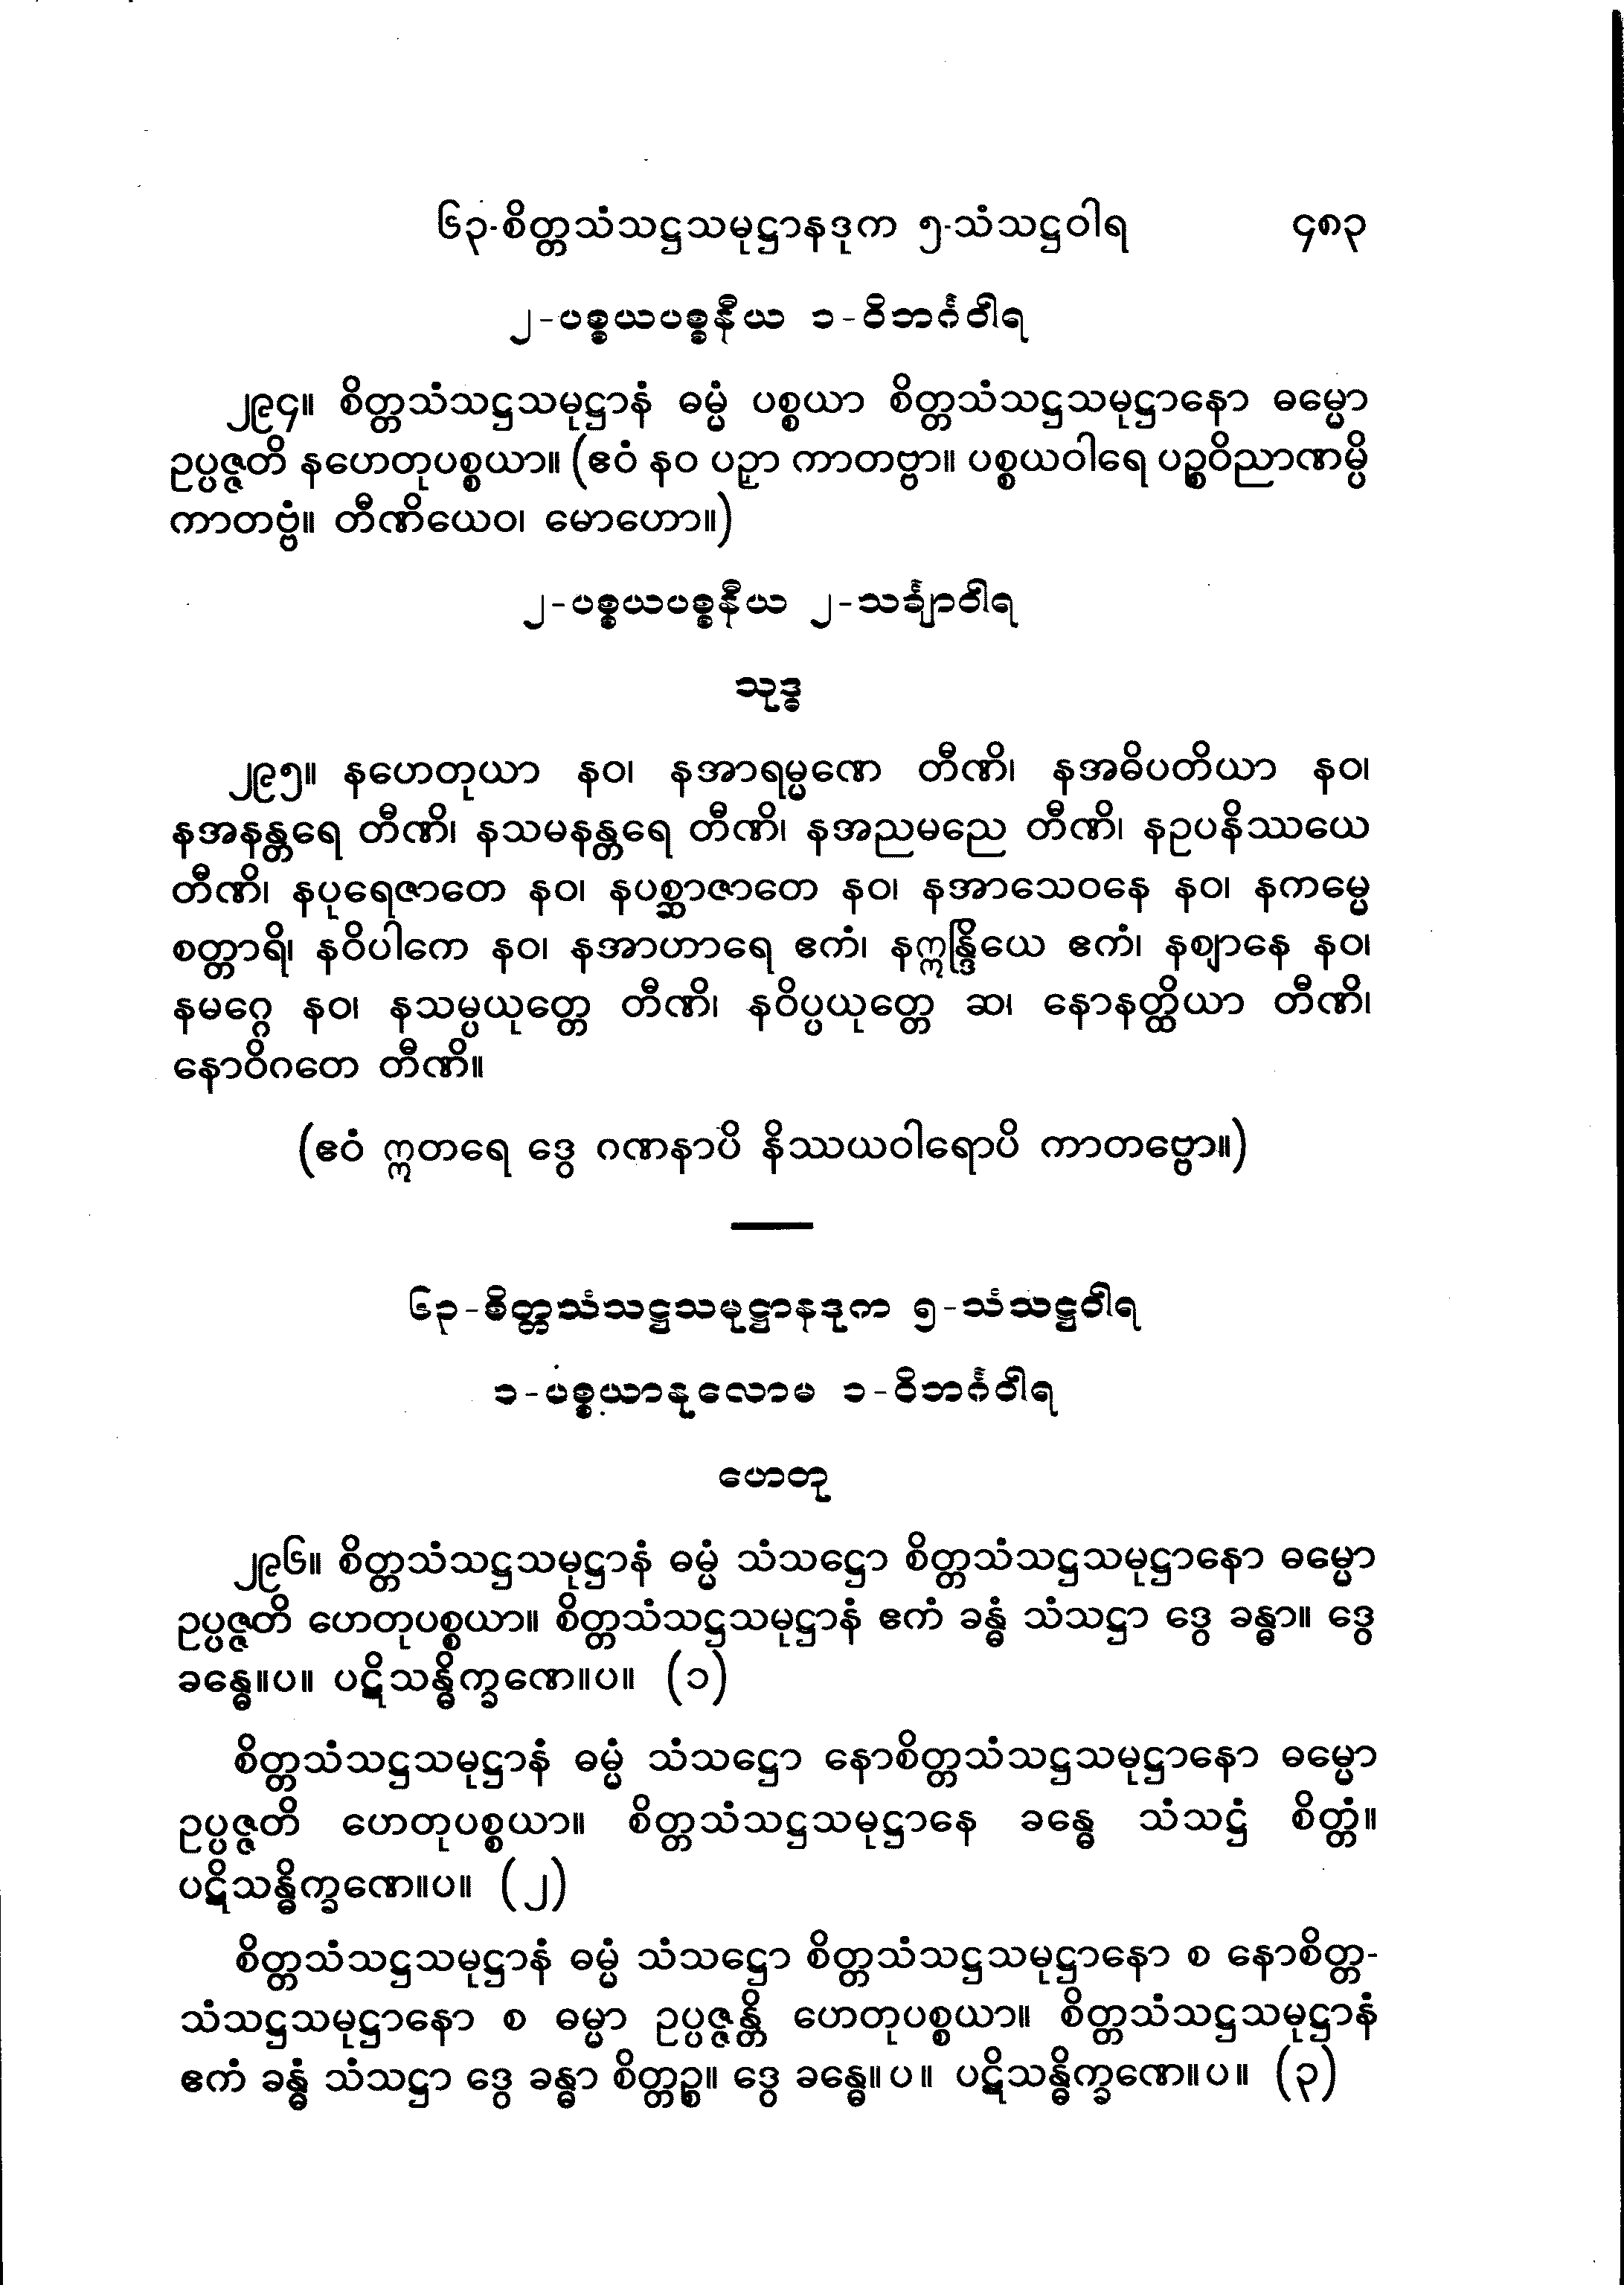 ၆၃-စိတ္တသံသဋ္ဌသမုဋ္ဌာနဒုက ၅-သံသဋ္ဌဝါရ ၄၈၃
၂-ပစ္စယပစ္စနီယ ၁-ဝိဘင်္ဂဝါရ
၂၉၄။ စိတ္တသံသဋ္ဌသမုဋ္ဌာနံ ဓမ္မံ ပစ္စယာ စိတ္တသံသဋ္ဌသမုဋ္ဌာနော ဓမ္မော
ဥပ္ပဇ္ဇတိ နဟေတုပစ္စယာ။ (ဧဝံ နဝ ပဉှာ ကာတဗ္ဗာ။ ပစ္စယဝါရေ ပဉ္စဝိညာဏမ္ပိ
ကာတဗ္ဗံ။ တီဏိယေဝ၊ မောဟော။)
၂-ပစ္စယပစ္စနီယ ၂-သင်္ချာဝါရ
သုဒ္ဓ
၂၉၅။ နဟေတုယာ နဝ၊ နအာရမ္မဏေ တီဏိ၊ နအဓိပတိယာ နဝ၊
နအနန္တရေ တီဏိ၊ နသမနန္တရေ တီဏိ၊ နအညမညေ တီဏိ၊ နဥပနိဿယေ
တီဏိ၊ နပုရေဇာတေ နဝ၊ နပစ္ဆာဇာတေ နဝ၊ နအာသေဝနေ နဝ၊ နကမ္မေ
စတ္တာရိ၊ နဝိပါကေ နဝ၊ နအာဟာရေ ဧကံ၊ နဣန္ဒြိယေ ဧကံ၊ နဈာနေ နဝ၊
နမဂ္ဂေ နဝ၊ နသမ္ပယုတ္တေ တီဏိ၊ နဝိပ္ပယုတ္တေ ဆ၊ နောနတ္ထိယာ တီဏိ၊
နောဝိဂတေ တီဏိ။
(ဧဝံ ဣတရေ ဒွေ ဂဏနာပိ နိဿယဝါရောပိ ကာတဗ္ဗော။)
၆၃-စိတ္တသံသဋ္ဌသမုဋ္ဌာနဒုက ၅-သံသဋ္ဌဝါရ
၁-ပစ္စယာနုလောမ ၁-ဝိဘင်္ဂဝါရ
ဟေတု
၂၉၆။ စိတ္တသံသဋ္ဌသမုဋ္ဌာနံ ဓမ္မံ သံသဋ္ဌော စိတ္တသံသဋ္ဌသမုဋ္ဌာနော ဓမ္မော
ဥပ္ပဇ္ဇတိ ဟေတုပစ္စယာ။ စိတ္တသံသဋ္ဌသမုဋ္ဌာနံ ဧကံ ခန္ဓံ သံသဋ္ဌာ ဒွေ ခန္ဓာ။ ဒွေ
ခန္ဓေ။ပ။ ပဋိသန္ဓိက္ခဏေ။ပ။ (၁)
စိတ္တသံသဋ္ဌသမုဋ္ဌာနံ ဓမ္မံ သံသဋ္ဌော နောစိတ္တသံသဋ္ဌသမုဋ္ဌာနော ဓမ္မော
ဥပ္ပဇ္ဇတိ ဟေတုပစ္စယာ။ စိတ္တသံသဋ္ဌသမုဋ္ဌာနေ ခန္ဓေ သံသဋ္ဌံ စိတ္တံ။
ပဋိသန္ဓိက္ခဏေ။ပ။ (၂)
စိတ္တသံသဋ္ဌသမုဋ္ဌာနံ ဓမ္မံ သံသဋ္ဌော စိတ္တသံသဋ္ဌသမုဋ္ဌာနော စ နောစိတ္တ-
သံသဋ္ဌသမုဋ္ဌာနော စ ဓမ္မာ ဥပ္ပဇ္ဇန္တိ ဟေတုပစ္စယာ။ စိတ္တသံသဋ္ဌသမုဋ္ဌာနံ
ဧကံ ခန္ဓံ သံသဋ္ဌာ ဒွေ ခန္ဓာ စိတ္တဉ္စ။ ဒွေ ခန္ဓေ။ပ။ ပဋိသန္ဓိက္ခဏေ။ပ။ (၃)